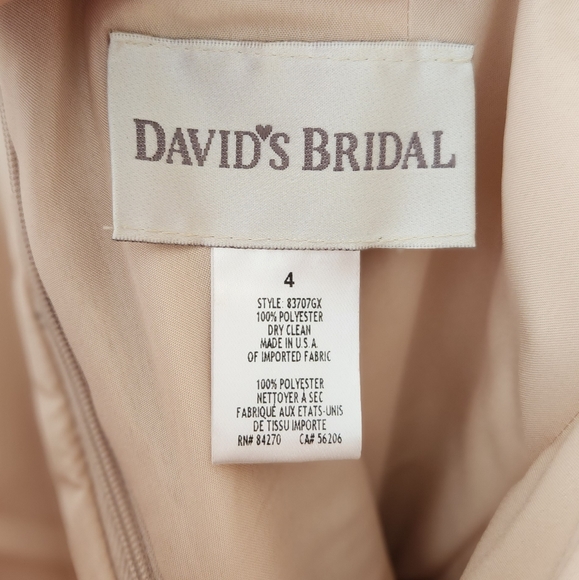 DAVID'S BRIDAL
4
STYLE: 83707GX
100% POLYESTER
DRY CLEAN
MADE IN U.S.A.
OF IMPORTED FABRIC
100% POLYESTER
NETTOYER À SEC
FABRIQUÉ AUX ETATS-UNIS
DE TISSU IMPORTE
RN# 84270 CA# 56206